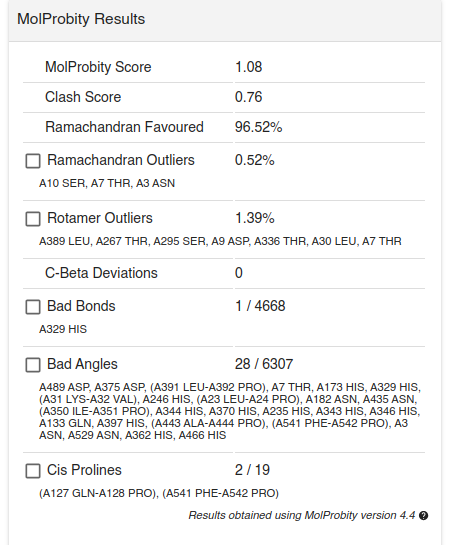 MolProbity Results
MolProbity Score 1.08
Clash Score 0.76
Ramachandran Favoured 96.52%
Ramachandran Outliers 0.52%
A10 SER, A7 THR, A3 ASN
Rotamer Outliers 1.39%
A389 LEU, A267 THR, A295 SER, A9 ASP, A336 THR, A30 LEU, A7 THR
C-Beta Deviations 0
Bad Bonds 1 / 4668
A329 HIS
Bad Angles 28 / 6307
A489 ASP, A375 ASP, (A391 LEU-A392 PRO), A7 THR, A173 HIS, A329 HIS,
(A31 LYS-A32 VAL), A246 HIS, (A23 LEU-A24 PRO), A182 ASN, A435 ASN,
(A350 ILE-A351 PRO), A344 HIS, A370 HIS, A235 HIS, A343 HIS, A346 HIS,
A133 GLN, A397 HIS, (A443 ALA-A444 PRO), (A541 PHE-A542 PRO), A3
ASN, A529 ASN, A362 HIS, A466 HIS
Cis Prolines 2 / 19
(A127 GLN-A128 PRO), (A541 PHE-A542 PRO)
Results obtained using MolProbity version 4.4